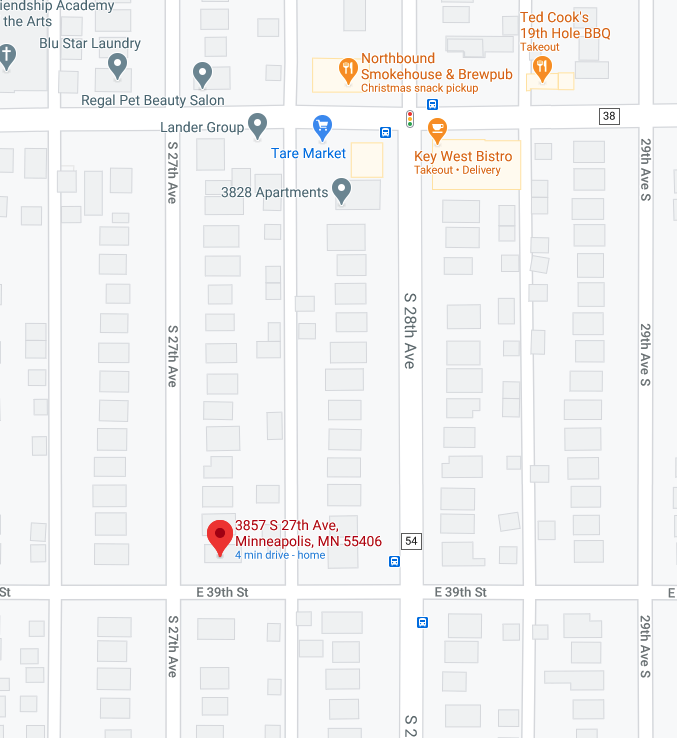 iendship Academy
the Arts
Blu Star Laundry
Regal Pet Beauty Salon
Northbound
Smokehouse & Brewpub
Christmas snack pickup
Ted Cook's
19th Hole BBQ
Takeout
38
Lander Group
Tare Market
Key West Bistro
Takeout • Delivery
3828 Apartments
S 27th Ave
29th Ave S
S 27th Ave
S 28th Ave
29th Ave S
3857 S 27th Ave,
Minneapolis, MN 55406
4 min drive - home
54
St
E 39th St
E 39th St
E
S 27th Ave
29th Ave S
S 2